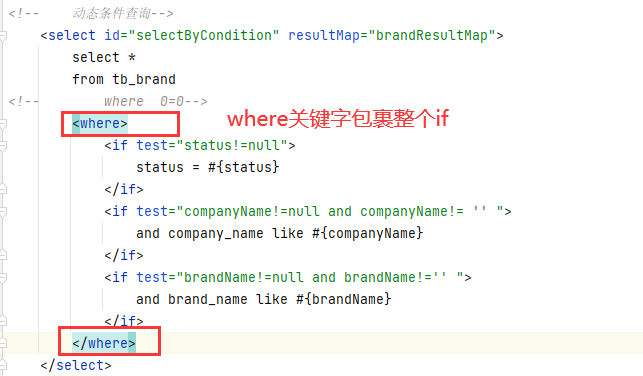 <!--    动态条件查询-->
<select id="selectByCondition" resultMap="brandResultMap">
select *
from tb_brand
<!--        where  0=0-->
<where>
where关键字包裹整个if
<if test="status!=null">
status = #{status}
</if>
<if test="companyName!=null and companyName!= '' ">
and company_name like #{companyName}
</if>
<if test="brandName!=null and brandName!='' ">
and brand_name like #{brandName}
</if>
</where>
</select>